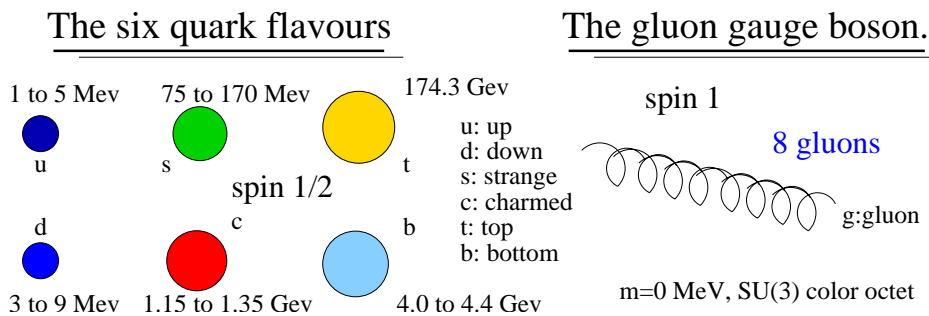 The six quark flavours
The gluon gauge boson.
1 to 5 Mev
75 to 170 Mev
174.3 Gev
u
s
t
spin 1/2
d
c
b
3 to 9 Mev
1.15 to 1.35 Gev
4.0 to 4.4 Gev
u: up
d: down
s: strange
c: charmed
t: top
b: bottom
spin 1
8 gluons
g:gluon
m=0 MeV, SU(3) color octet